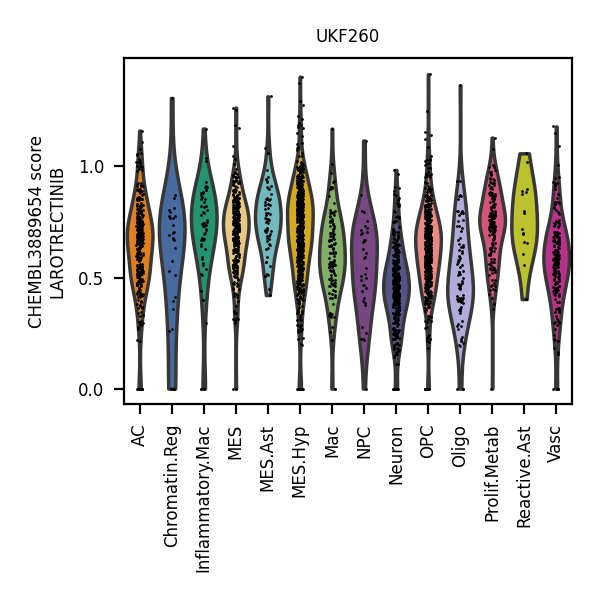 UKF260
CHEMBL3889654 score
LAROTRECTINIB
1.0
0.5
0.0
AC
Chromatin.Reg
Inflammatory.Mac
MES
MES.Ast
MES.Hyp
Mac
NPC
Neuron
OPC
Oligo
Prolif.Metab
Reactive.Ast
Vasc